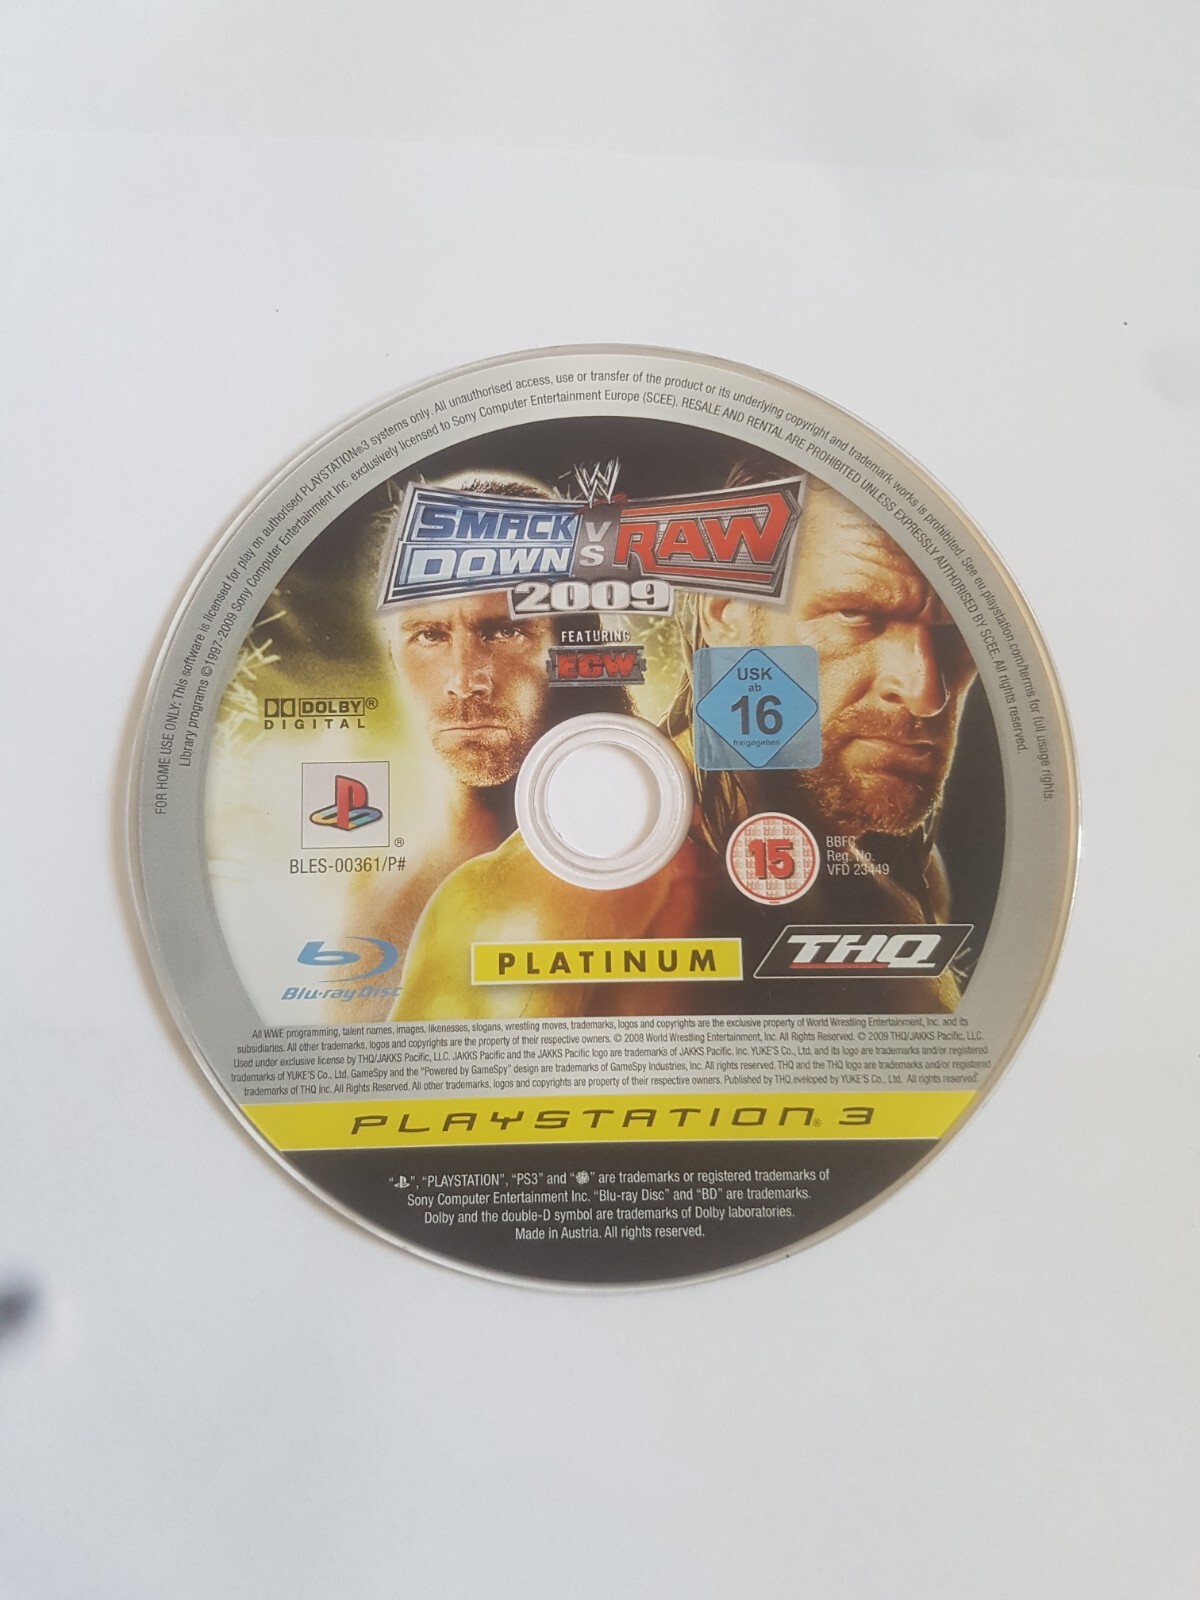 FOR HOME USE ONLY: This software is licensed for play on authorised PLAYSTATION®3 systems only. All unauthorised access, use or transfer of the product or its underlying copyright and trademark works is prohibited. See eu.playstation.com/terms for full usage rights.
Library programs ©1997-2009 Sony Computer Entertainment Inc. exclusively licensed to Sony Computer Entertainment Europe (SCEE). RESALE AND RENTAL ARE PROHIBITED UNLESS EXPRESSLY AUTHORISED BY SCEE. All rights reserved.
W
SMACK DOWN VS RAW
2009
FEATURING
ECW
DOLBY®
DIGITAL
USK
ab
16
freigegeben
®
BLES-00361/P#
15
BBFC
Reg. No.
VFD 23449
Blu-ray Disc
PLATINUM
THQ
All WWE programming, talent names, images, likenesses, slogans, wrestling moves, trademarks, logos and copyrights are the exclusive property of World Wrestling Entertainment, Inc. and its
subsidiaries. All other trademarks, logos and copyrights are the property of their respective owners. © 2008 World Wrestling Entertainment, Inc. All Rights Reserved. © 2009 THQ/JAKKS Pacific, LLC.
Used under exclusive license by THQ/JAKKS Pacific, LLC. JAKKS Pacific and the JAKKS Pacific logo are trademarks of JAKKS Pacific, Inc. YUKE'S Co., Ltd. and its logo are trademarks and/or registered
trademarks of YUKE'S Co., Ltd. GameSpy and the "Powered by GameSpy" design are trademarks of GameSpy Industries, Inc. All rights reserved. THQ and the THQ logo are trademarks and/or registered
trademarks of THQ Inc. All Rights Reserved. All other trademarks, logos and copyrights are property of their respective owners. Published by THQ.eveloped by YUKE'S Co., Ltd. All rights reserved.
PLAYSTATION® 3
"", "PLAYSTATION", "PS3" and "" are trademarks or registered trademarks of
Sony Computer Entertainment Inc. "Blu-ray Disc" and "BD" are trademarks.
Dolby and the double-D symbol are trademarks of Dolby laboratories.
Made in Austria. All rights reserved.